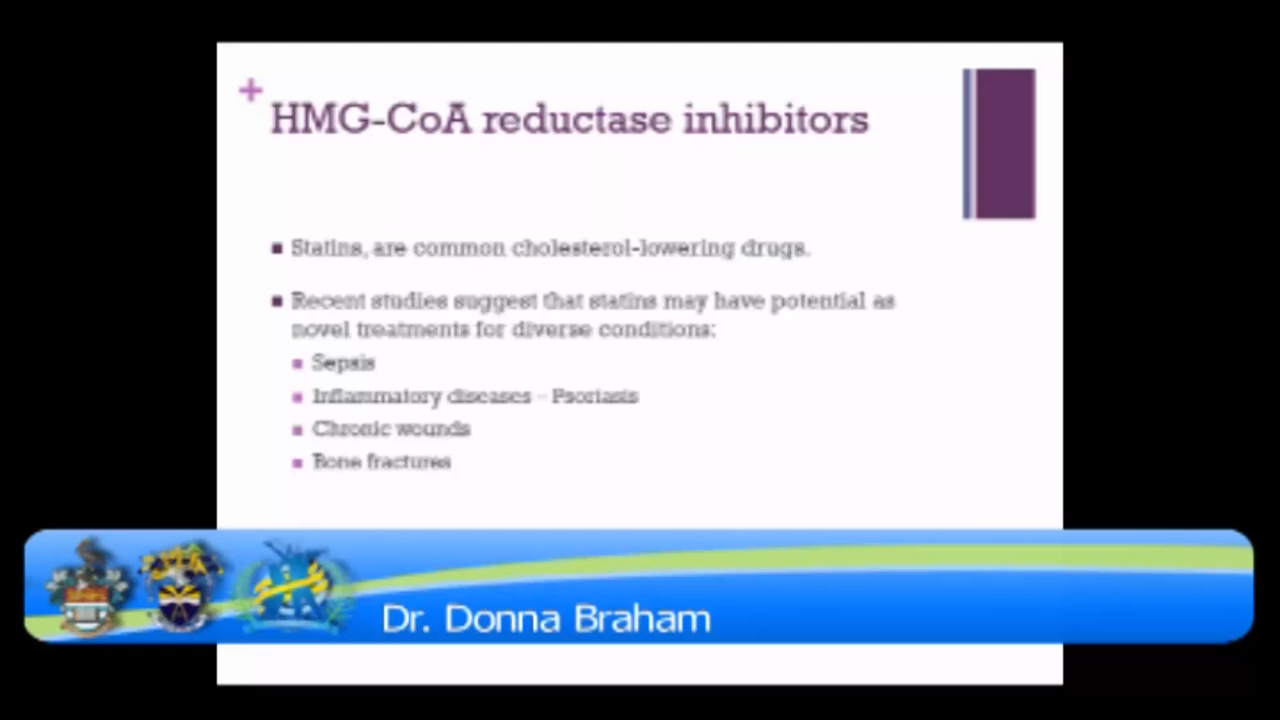 +
HMG-CoA reductase inhibitors
Statins, are common cholesterol-lowering drugs.
Recent studies suggest that statins may have potential as
novel treatments for diverse conditions:
Sepsis
Inflammatory diseases – Psoriasis
Chronic wounds
Bone fractures
Dr. Donna Braham